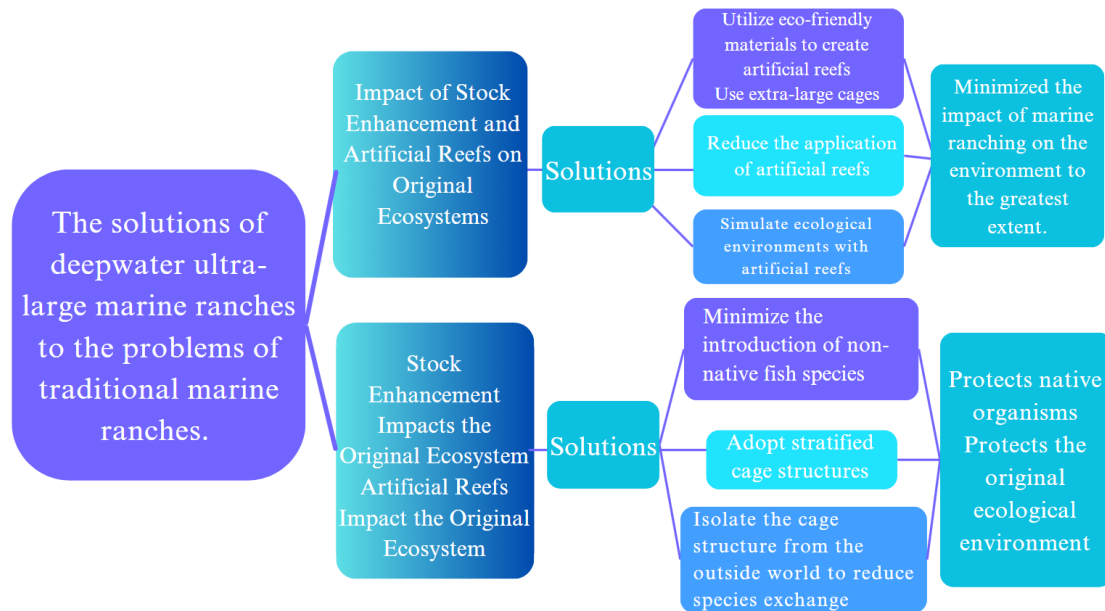 The solutions of
deepwater ultra-
large marine ranches
to the problems of
traditional marine
ranches.
Impact of Stock
Enhancement and
Artificial Reefs on
Original
Ecosystems
Solutions
Utilize eco-friendly
materials to create
artificial reefs
Use extra-large cages
Reduce the application
of artificial reefs
Simulate ecological
environments with
artificial reefs
Minimized the
impact of marine
ranching on the
environment to
the greatest
extent.
Stock
Enhancement
Impacts the
Original Ecosystem
Artificial Reefs
Impact the Original
Ecosystem
Solutions
Minimize the
introduction of non-
native fish species
Adopt stratified
cage structures
Isolate the cage
structure from the
outside world to reduce
species exchange
Protects native
organisms
Protects the
original
ecological
environment